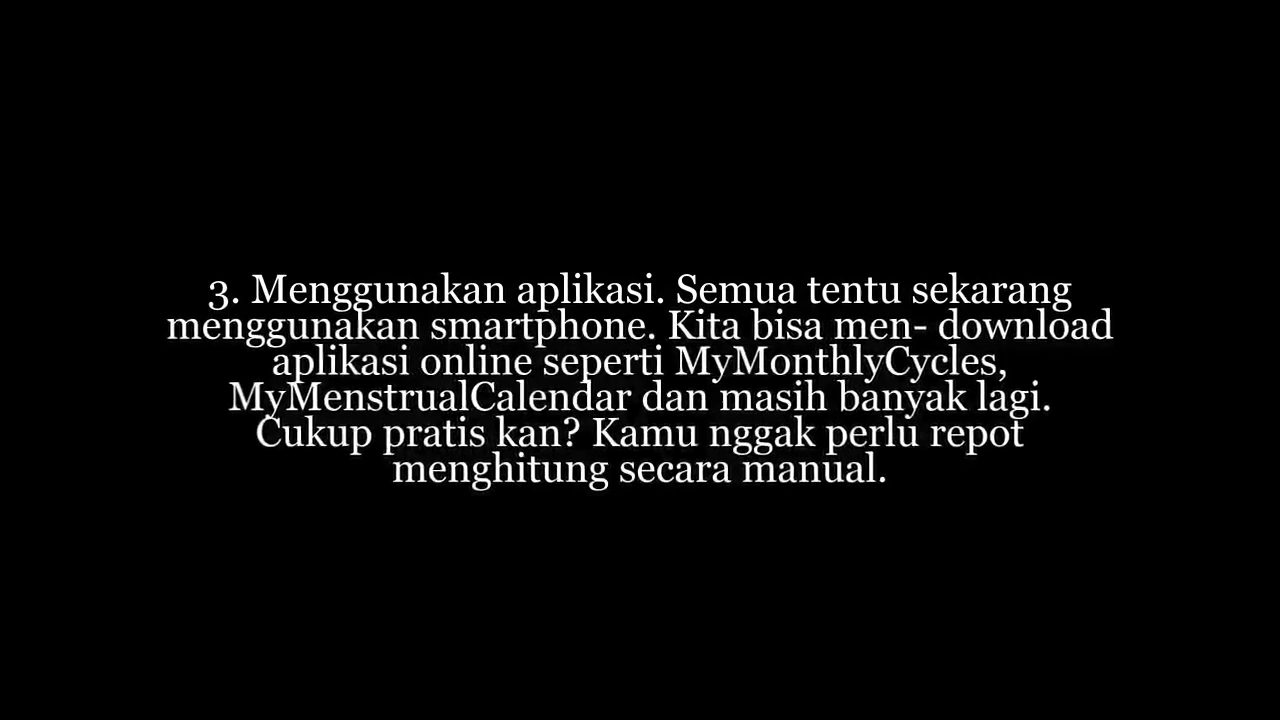 3. Menggunakan aplikasi. Semua tentu sekarang
menggunakan smartphone. Kita bisa men- download
aplikasi online seperti MyMonthlyCycles,
MyMenstrualCalendar dan masih banyak lagi.
Cukup pratis kan? Kamu nggak perlu repot
menghitung secara manual.